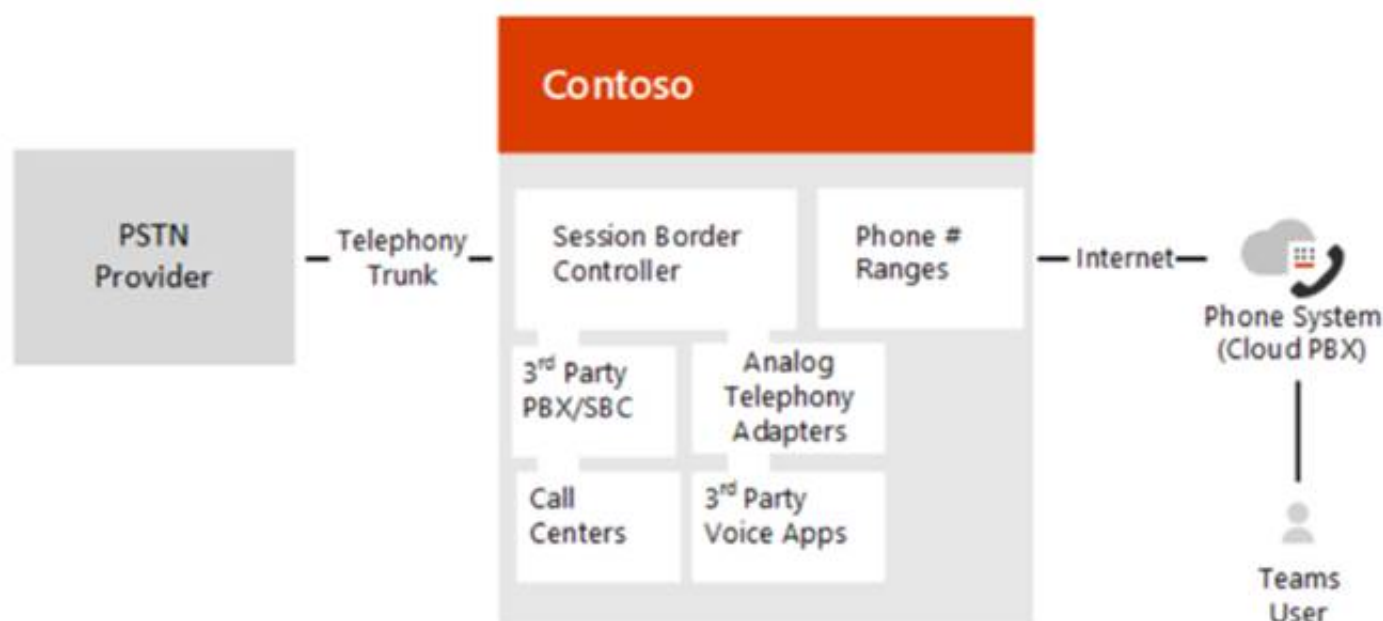 Contoso
PSTN
Provider
Telephony
Trunk
Session Border
Controller
Phone #
Ranges
Internet
Phone System
(Cloud PBX)
3rd Party
PBX/SBC
Analog
Telephony
Adapters
Call
Centers
3rd Party
Voice Apps
Teams
User